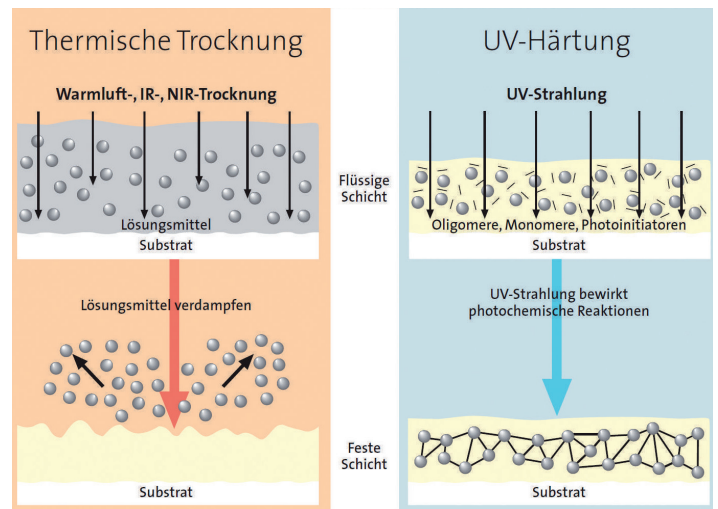 Thermische Trocknung
Warmluft-, IR-, NIR-Trocknung
Lösungsmittel
Substrat
Lösungsmittel verdampfen
Substrat
Flüssige
Schicht
Feste
Schicht
UV-Härtung
UV-Strahlung
Oligomere, Monomere, Photoinitiatoren
Substrat
UV-Strahlung bewirkt
photochemische Reaktionen
Substrat